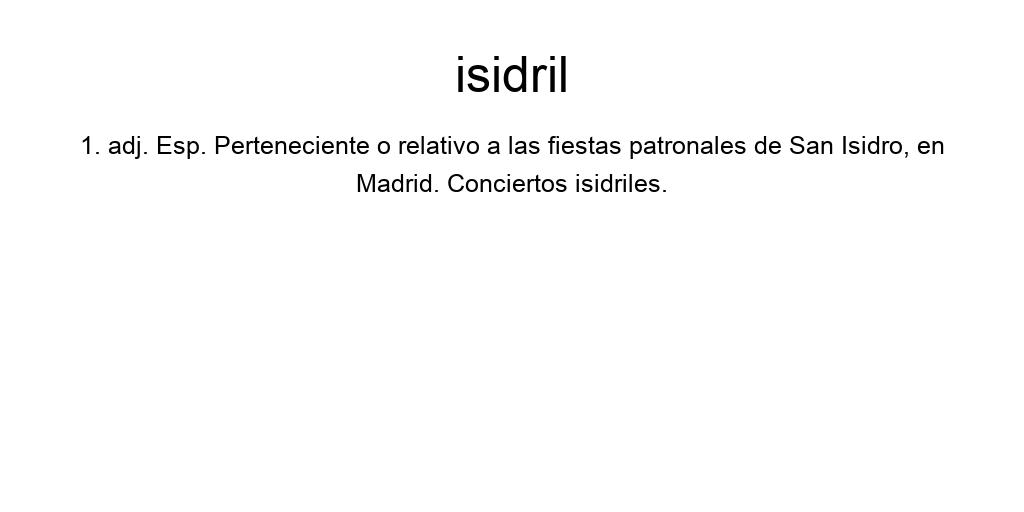 isidril
1. adj. Esp. Perteneciente o relativo a las fiestas patronales de San Isidro, en
Madrid. Conciertos isidriles.